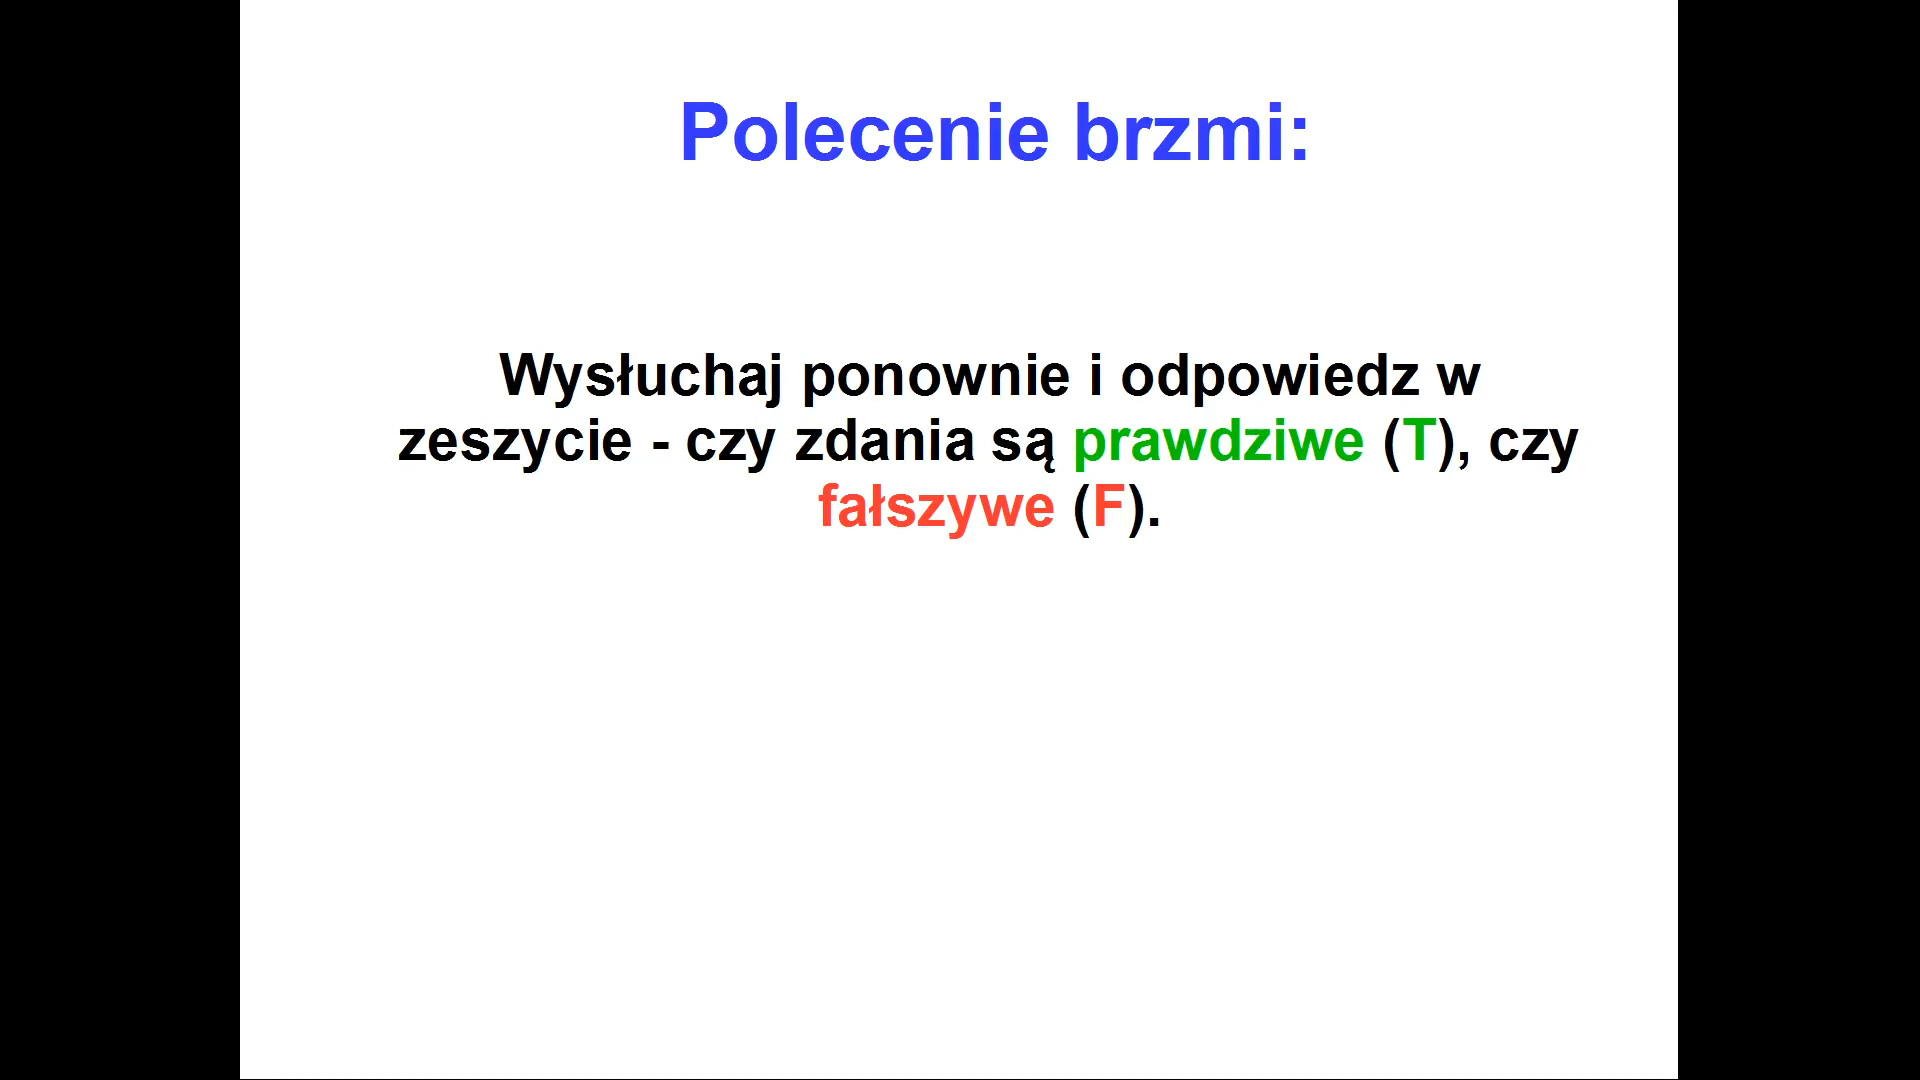 Polecenie brzmi:
Wysłuchaj ponownie i odpowiedz w
zeszycie - czy zdania są prawdziwe (T), czy
fałszywe (F).